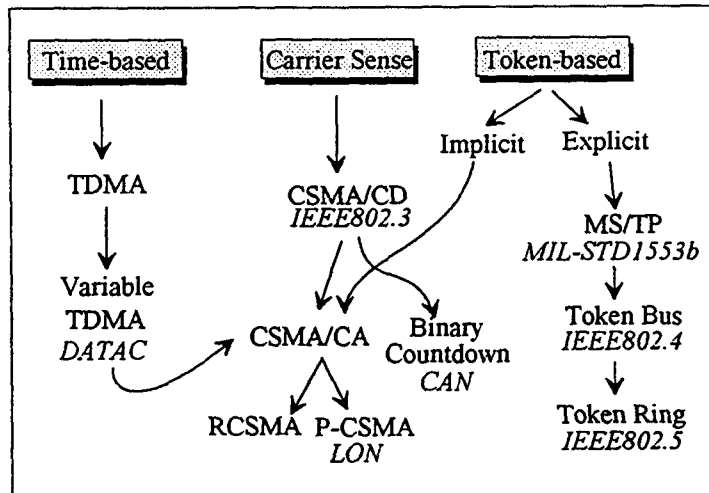 Time-based
Carrier Sense
Token-based
Implicit
Explicit
TDMA
CSMA/CD
IEEE802.3
MS/TP
MIL-STD1553b
Variable
TDMA
DATAC
CSMA/CA
Binary
Countdown
CAN
Token Bus
IEEE802.4
RCSMA
P-CSMA
LON
Token Ring
IEEE802.5